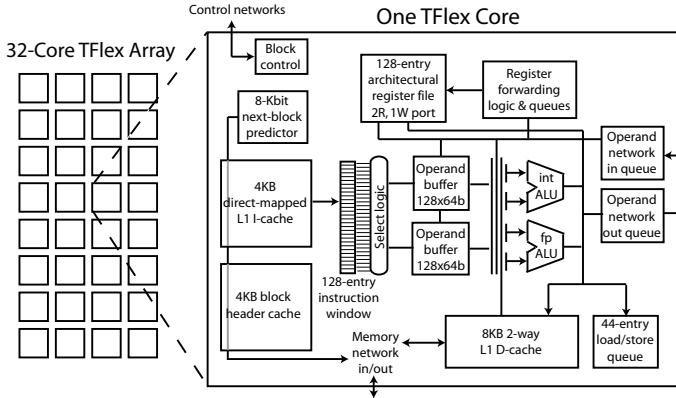 One TFlex Core
Control networks
32-Core TFlex Array
Block
control
128-entry
architectural
register file
2R, 1W port
Register
forwarding
logic & queues
8-Kbit
next-block
predictor
Operand
network
in queue
4KB
direct-mapped
L1 I-cache
Select logic
Operand
buffer
128x64b
int
ALU
Operand
network
out queue
Operand
buffer
128x64b
fp
ALU
4KB block
header cache
128-entry
instruction
window
Memory
network
in/out
8KB 2-way
L1 D-cache
44-entry
load/store
queue